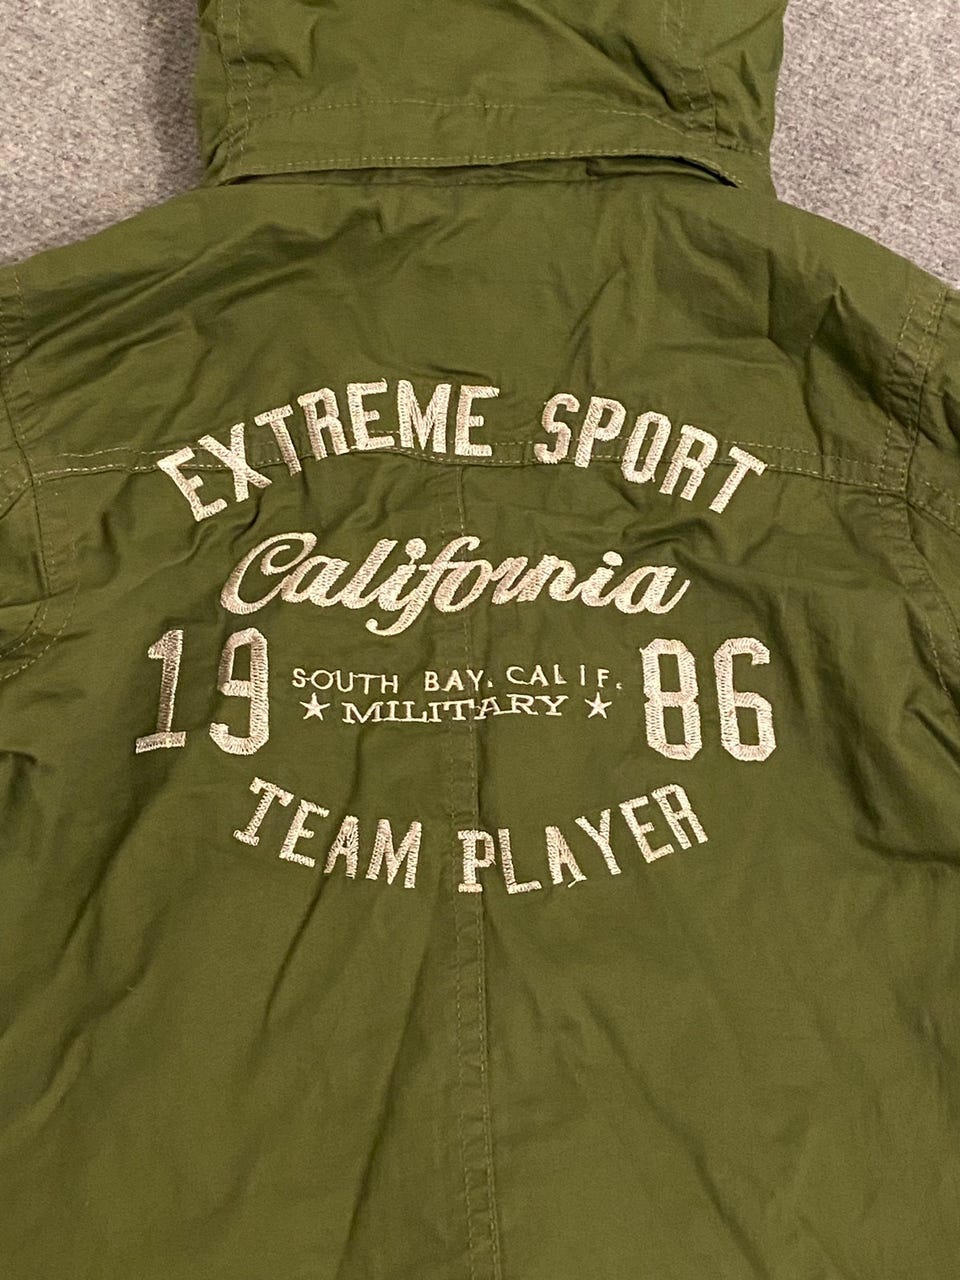 EXTREME SPORT
California
19 86
SOUTH BAY. CALIF.
★ MILITARY ★
TEAM PLAYER